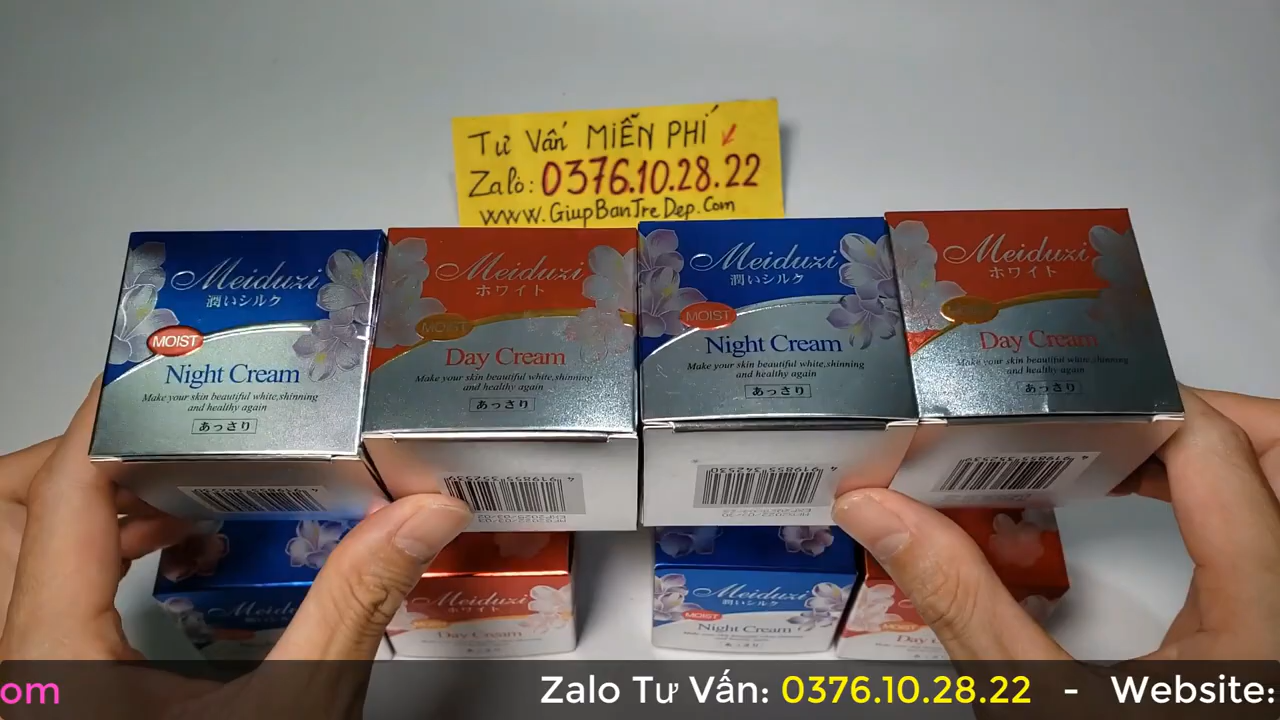 Tư Vấn MIỄN PHÍ
Zalo: 0376.10.28.22
www.GiupBanTreDep.Com
Meiduzi
潤いシルク
MOIST
Night Cream
Make your skin beautiful white,shinning
and healthy again
あっさり
Meiduzi
ホワイト
MOIST
Day Cream
Make your skin beautiful white,shinning
and healthy again
あっさり
Meiduzi
潤いシルク
MOIST
Night Cream
Make your skin beautiful white,shinning
and healthy again
あっさり
Meiduzi
ホワイト
Day Cream
Make your skin beautiful white,shinning
and healthy again
あっさり
Meiduzi
Meiduzi
ホワイト
Day Cream
Meiduzi
潤いシルク
MOIST
Night Cream
om
Zalo Tư Vấn: 0376.10.28.22 - Website: